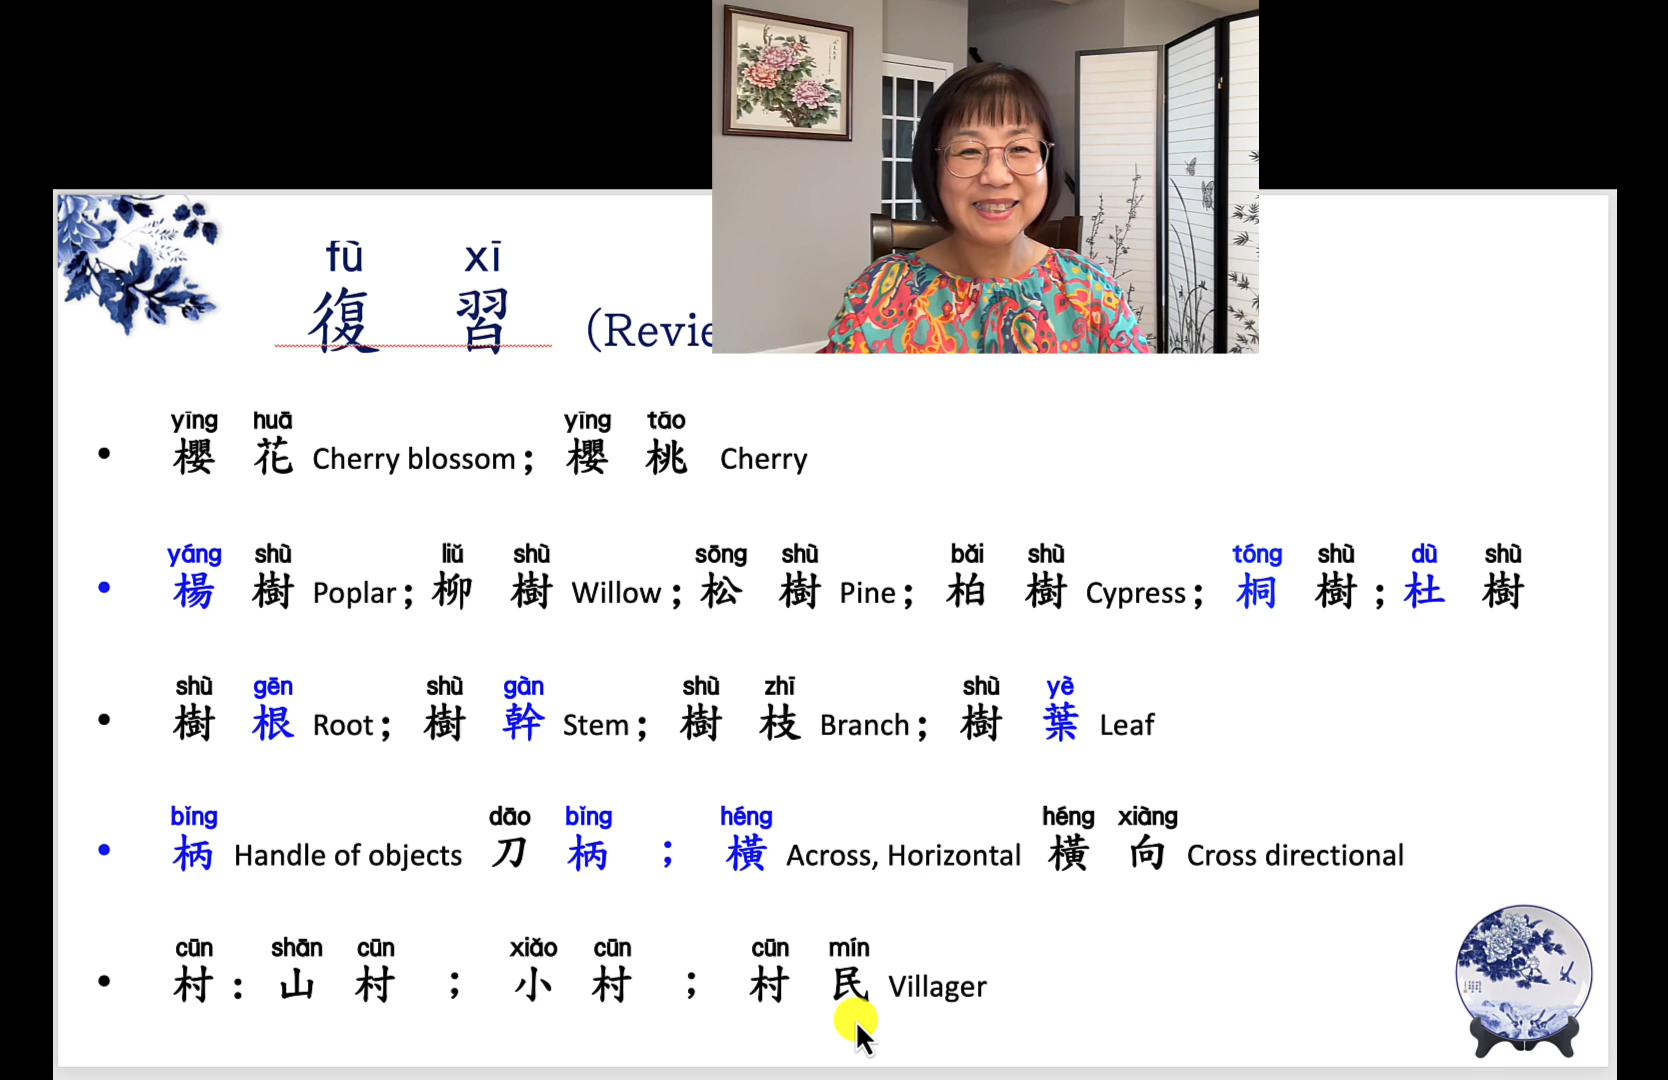 fù xī
復 習 (Revie
yīng huā yīng táo
• 櫻 花 Cherry blossom; 櫻 桃 Cherry
yáng shù liǔ shù sōng shù bǎi shù tóng shù dù shù
• 楊 樹 Poplar; 柳 樹 Willow; 松 樹 Pine; 柏 樹 Cypress; 桐 樹; 杜 樹
shù gēn shù gàn shù zhī shù yè
• 樹 根 Root; 樹 幹 Stem; 樹 枝 Branch; 樹 葉 Leaf
bǐng dāo bǐng héng héng xiàng
• 柄 Handle of objects 刀 柄 ; 橫 Across, Horizontal 橫 向 Cross directional
cūn shān cūn xiǎo cūn cūn mín
• 村: 山 村 ; 小 村 ; 村 民 Villager